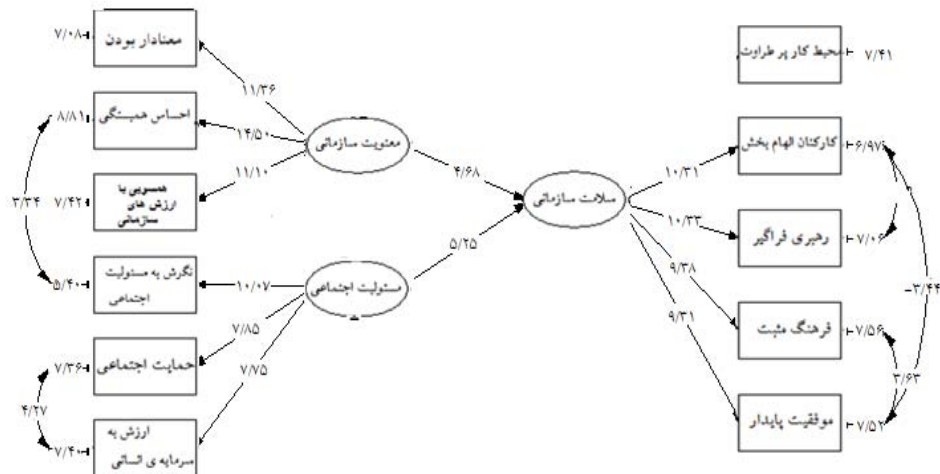 معنادار بودن
۷/۰۸
۱۱/۳۶
احساس همبستگی
۸/۸۱
۱۴/۵۰
معنویت سازمانی
۱۱/۱۰
همسویی با
ارزش های
سازمانی
۷/۴۲
۳/۳۴
۴/۶۸
نگرش به مسئولیت
اجتماعی
۵/۴۰
۱۰/۰۷
مسئولیت اجتماعی
۵/۲۵
حمایت اجتماعی
۷/۳۶
۷/۸۵
۴/۲۷
ارزش به
سرمایه ی انسانی
۷/۴۰
۷/۷۵
سلامت سازمانی
محیط کار پر طراوت
۷/۴۱
کارکنان الهام بخش
۶/۹۷
۱۰/۳۱
رهبری فراگیر
۷/۰۶
۱۰/۳۳
-۳/۴۴
فرهنگ مثبت
۷/۵۶
۹/۳۸
۳/۶۳
موفقیت پایدار
۷/۵۲
۹/۳۱